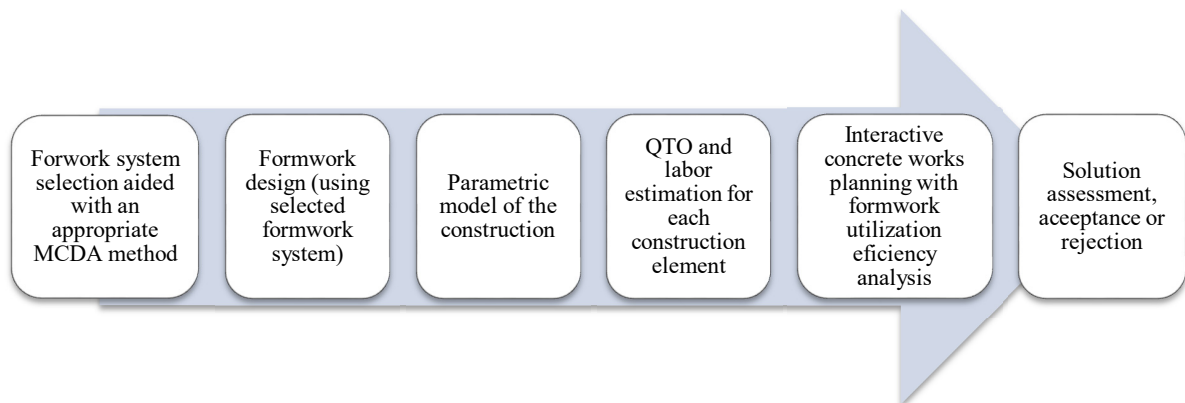 Forwork system
selection aided
with an
appropriate
MCDA method
Formwork
design (using
selected
formwork
system)
Parametric
model of the
construction
QTO and
labor
estimation for
each
construction
element
Interactive
concrete works
planning with
formwork
utilization
eficiency
analysis
Solution
assessment,
aceeptance or
rejection